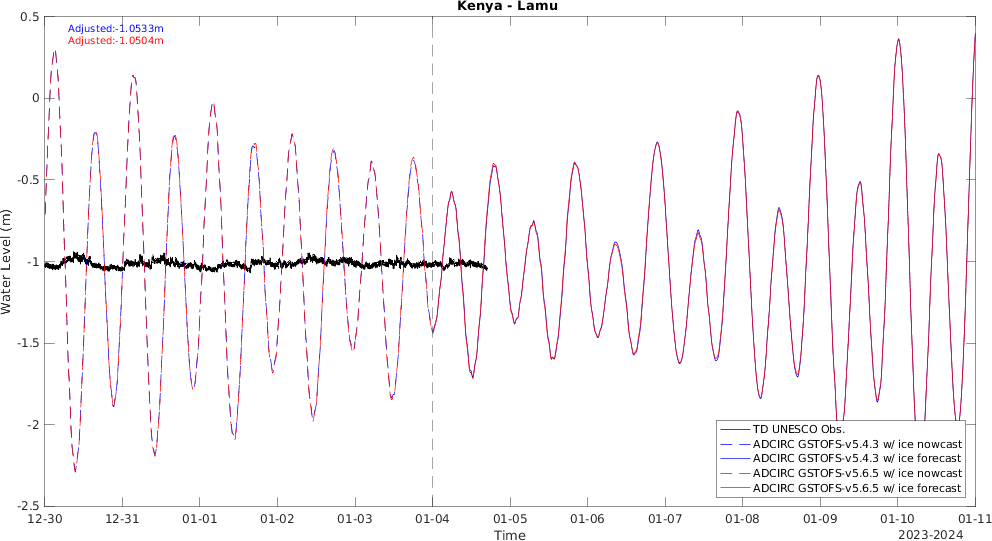 Kenya - Lamu
Adjusted:-1.0533m
Adjusted:-1.0504m
0.5
0
-0.5
-1
-1.5
-2
-2.5
Water Level (m)
TD UNESCO Obs.
ADCIRC GSTOFS-v5.4.3 w/ ice nowcast
ADCIRC GSTOFS-v5.4.3 w/ ice forecast
ADCIRC GSTOFS-v5.6.5 w/ ice nowcast
ADCIRC GSTOFS-v5.6.5 w/ ice forecast
12-30 12-31 01-01 01-02 01-03 01-04 01-05 01-06 01-07 01-08 01-09 01-10 01-11
Time
2023-2024